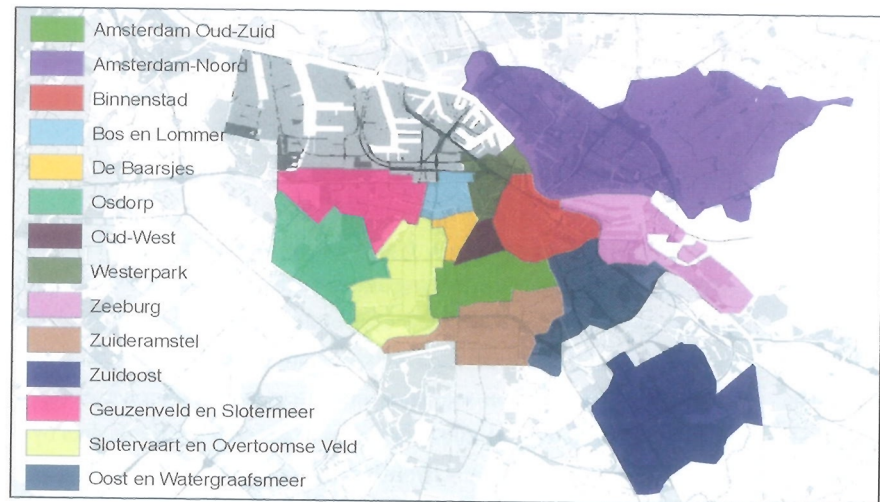 Amsterdam Oud-Zuid
Amsterdam-Noord
Binnenstad
Bos en Lommer
De Baarsjes
Osdorp
Oud-West
Westerpark
Zeeburg
Zuideramstel
Zuidoost
Geuzenveld en Slotermeer
Slotervaart en Overtoomse Veld
Oost en Watergraafsmeer